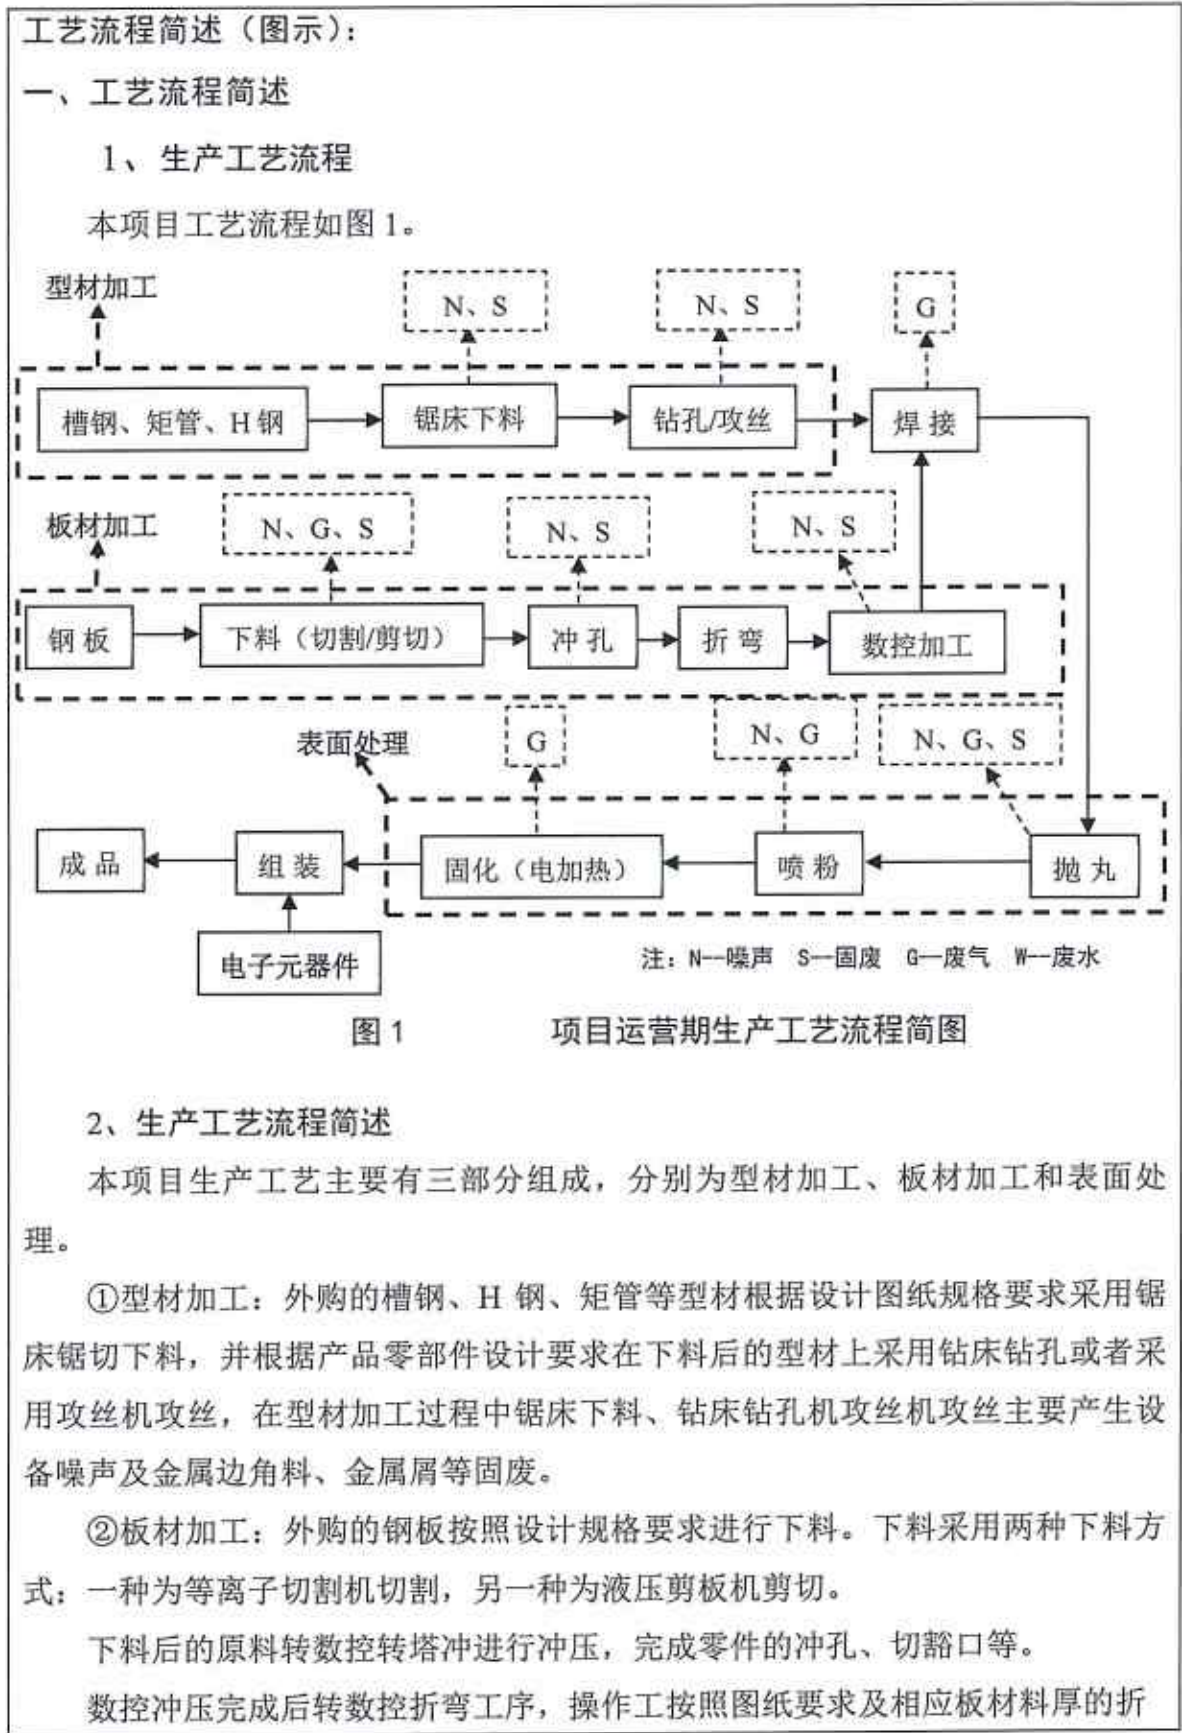 工艺流程简述（图示）：
一、工艺流程简述
1、生产工艺流程
本项目工艺流程如图 1。
型材加工
N、S
N、S
G
槽钢、矩管、H 钢
锯床下料
钻孔/攻丝
焊 接
板材加工
N、G、S
N、S
N、S
钢 板
下料（切割/剪切）
冲 孔
折 弯
数控加工
表面处理
G
N、G
N、G、S
成 品
组 装
固化（电加热）
喷 粉
抛 丸
电子元器件
注：N—噪声 S—固废 G—废气 W—废水
图 1 项目运营期生产工艺流程简图
2、生产工艺流程简述
本项目生产工艺主要有三部分组成，分别为型材加工、板材加工和表面处
理。
①型材加工：外购的槽钢、H 钢、矩管等型材根据设计图纸规格要求采用锯
床锯切下料，并根据产品零部件设计要求在下料后的型材上采用钻床钻孔或者采
用攻丝机攻丝，在型材加工过程中锯床下料、钻床钻孔机攻丝机攻丝主要产生设
备噪声及金属边角料、金属屑等固废。
②板材加工：外购的钢板按照设计规格要求进行下料。下料采用两种下料方
式：一种为等离子切割机切割，另一种为液压剪板机剪切。
下料后的原料转数控转塔冲进行冲压，完成零件的冲孔、切豁口等。
数控冲压完成后转数控折弯工序，操作工按照图纸要求及相应板材料厚的折